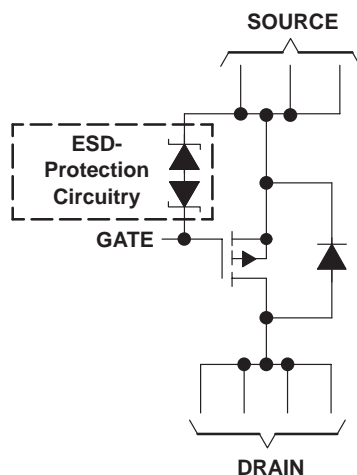 SOURCE
ESD-
Protection
Circuitry
GATE
DRAIN